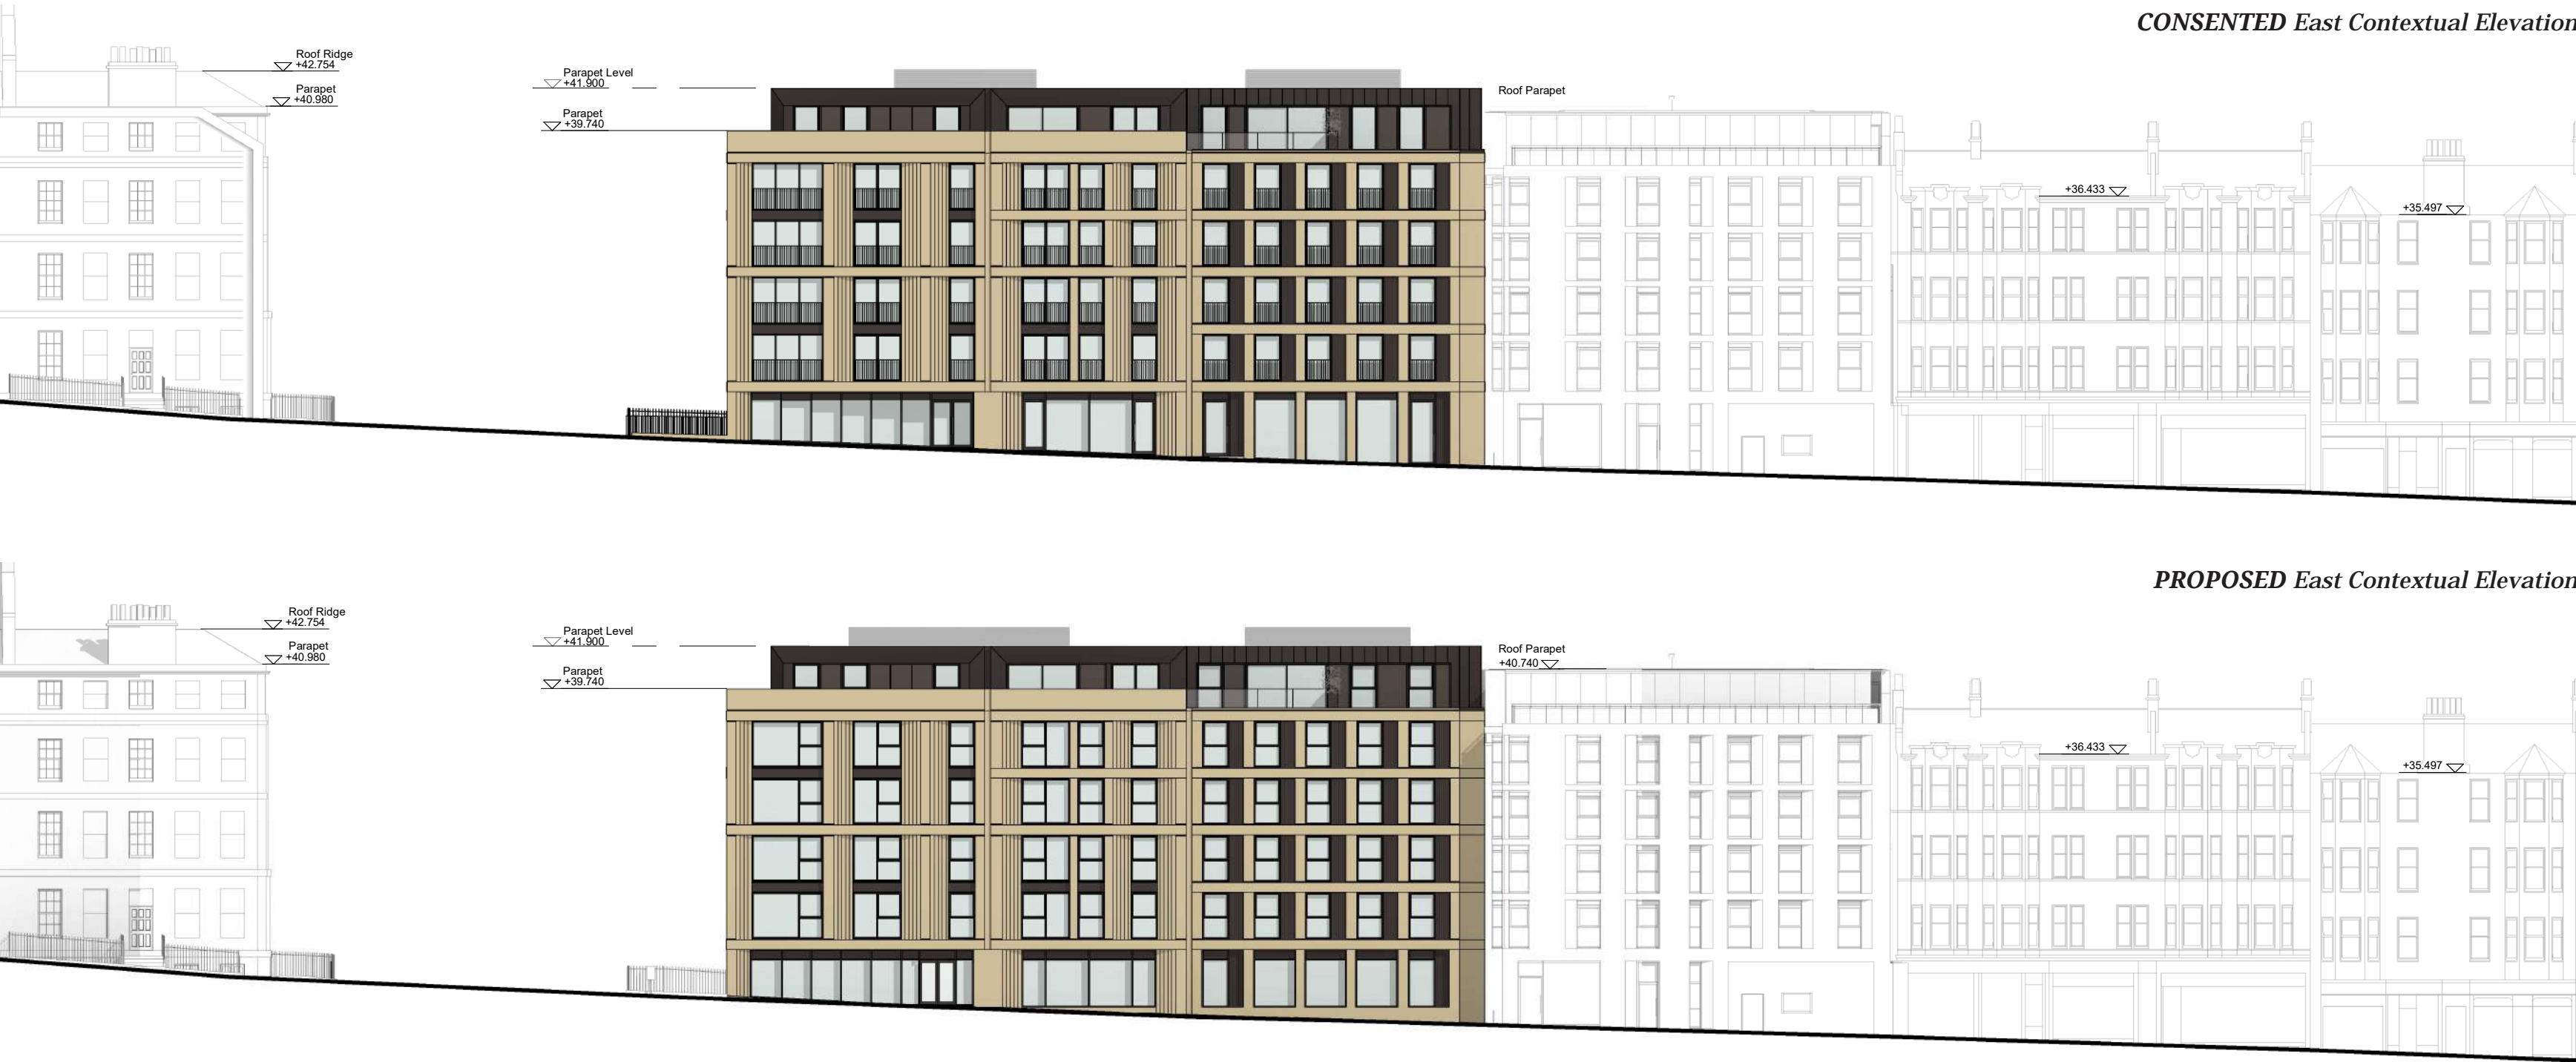 CONSENTED East Contextual Elevation
Roof Ridge
+42.754
Parapet
+40.980
Parapet Level
+41.900
Parapet
+39.740
Roof Parapet
+36.433
+35.497
PROPOSED East Contextual Elevation
Roof Ridge
+42.754
Parapet
+40.980
Parapet Level
+41.900
Parapet
+39.740
Roof Parapet
+40.740
+36.433
+35.497